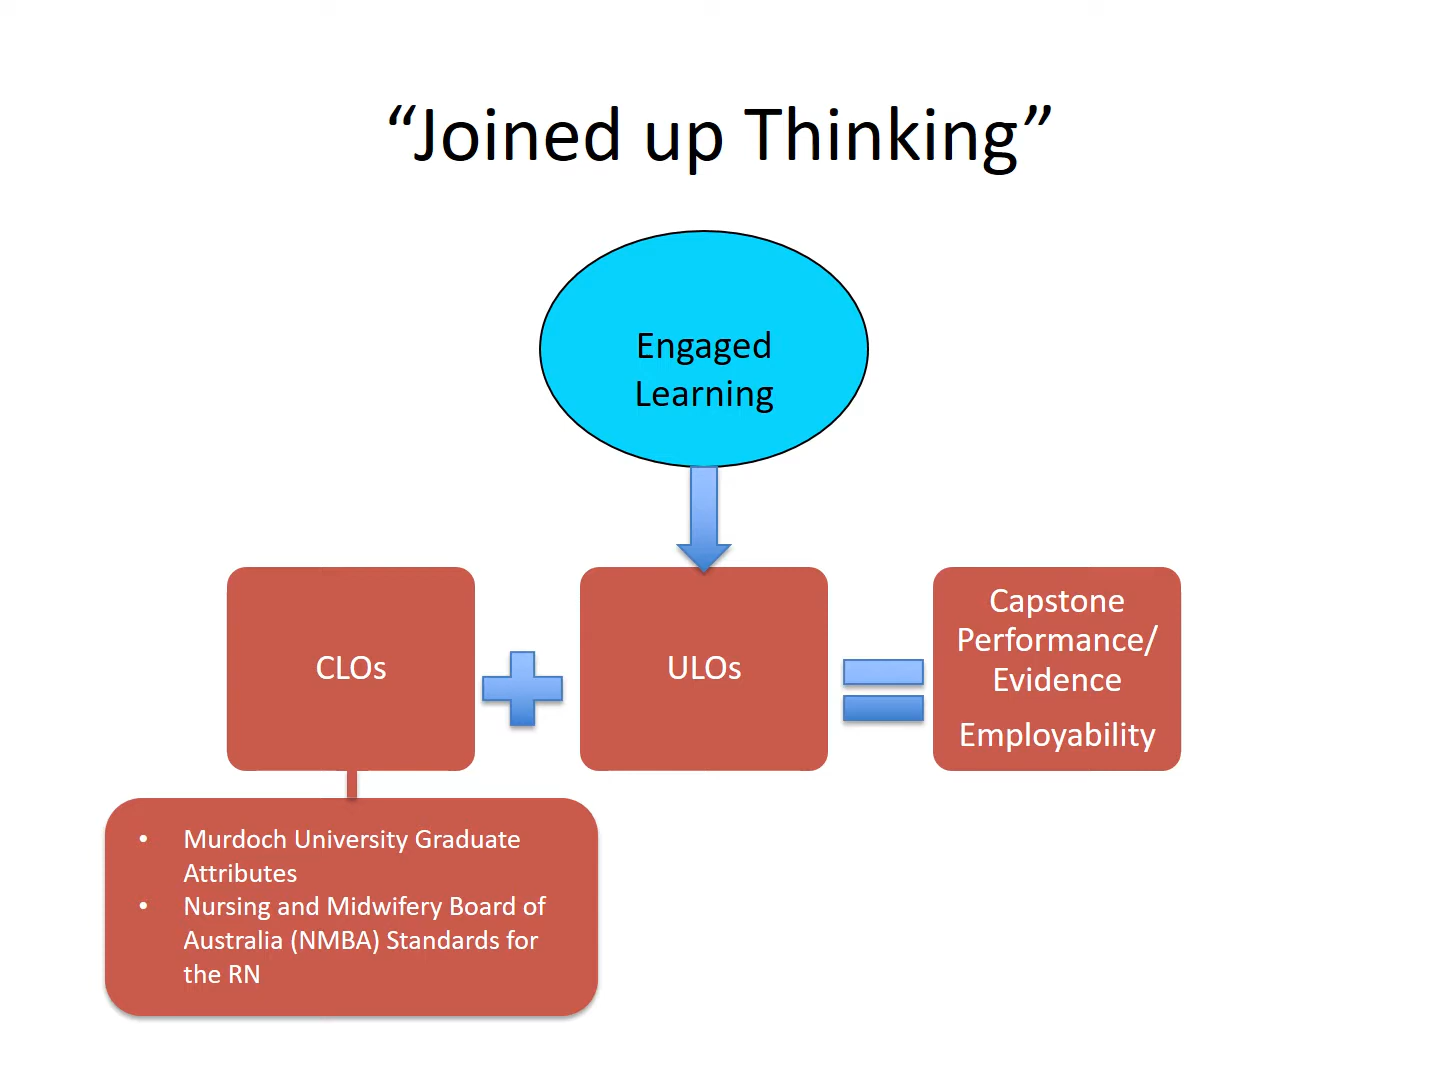 “Joined up Thinking”
Engaged
Learning
CLOs
ULOs
Capstone
Performance/
Evidence
Employability
• Murdoch University Graduate
Attributes
• Nursing and Midwifery Board of
Australia (NMBA) Standards for
the RN